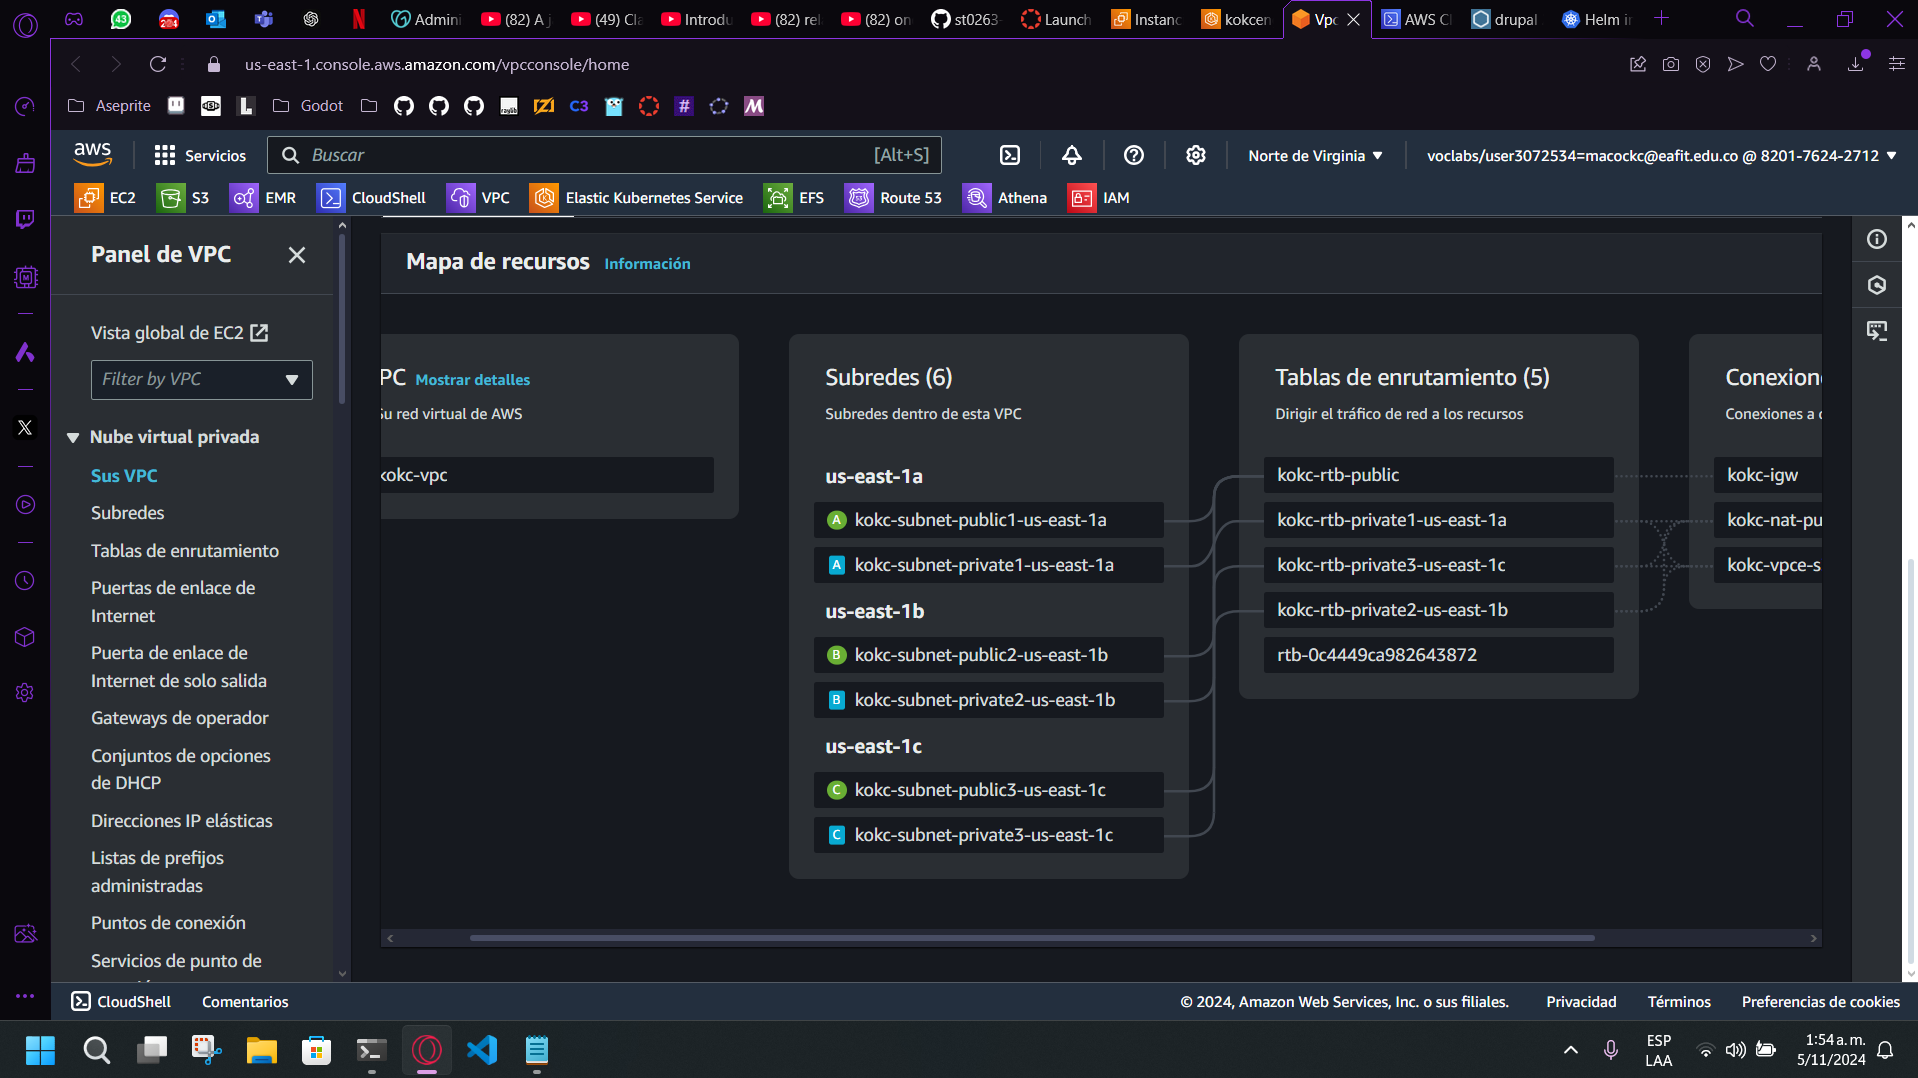 43
204
Admini
(82) A j
(49) Cla
Introdu
(82) rel
(82) on
st0263-
Launch
Instanc
kokcen
Vpc
AWS Cl
drupal
Helm in
us-east-1.console.aws.amazon.com/vpcconsole/home
Aseprite
L
Godot
raylib
C3
#
M
aws
Servicios
Buscar
[Alt+S]
Norte de Virginia
voclabs/user3072534=macockc@eafit.edu.co @ 8201-7624-2712
EC2
S3
EMR
CloudShell
VPC
Elastic Kubernetes Service
EFS
Route 53
Athena
IAM
Panel de VPC
Vista global de EC2
Filter by VPC
Nube virtual privada
Sus VPC
Subredes
Tablas de enrutamiento
Puertas de enlace de
Internet
Puerta de enlace de
Internet de solo salida
Gateways de operador
Conjuntos de opciones
de DHCP
Direcciones IP elásticas
Listas de prefijos
administradas
Puntos de conexión
Servicios de punto de
Mapa de recursos
Información
PC
Mostrar detalles
Su red virtual de AWS
kokc-vpc
Subredes (6)
Subredes dentro de esta VPC
us-east-1a
A kokc-subnet-public1-us-east-1a
A kokc-subnet-private1-us-east-1a
us-east-1b
B kokc-subnet-public2-us-east-1b
B kokc-subnet-private2-us-east-1b
us-east-1c
C kokc-subnet-public3-us-east-1c
C kokc-subnet-private3-us-east-1c
Tablas de enrutamiento (5)
Dirigir el tráfico de red a los recursos
kokc-rtb-public
kokc-rtb-private1-us-east-1a
kokc-rtb-private3-us-east-1c
kokc-rtb-private2-us-east-1b
rtb-0c4449ca982643872
Conexion
Conexiones a
kokc-igw
kokc-nat-pu
kokc-vpce-s
CloudShell
Comentarios
© 2024, Amazon Web Services, Inc. o sus filiales.
Privacidad
Términos
Preferencias de cookies
ESP
LAA
1:54 a. m.
5/11/2024